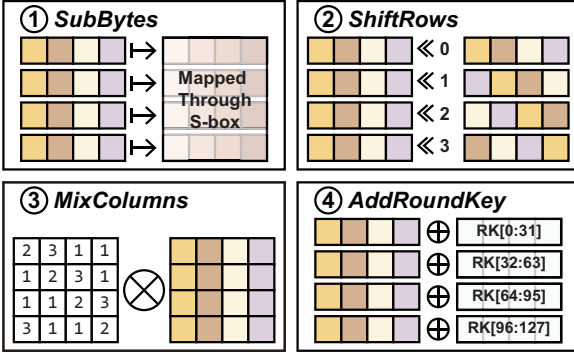 1 SubBytes
Mapped
Through
S-box
2 ShiftRows
≪ 0
≪ 1
≪ 2
≪ 3
3 MixColumns
2 3 1 1
1 2 3 1
1 1 2 3
3 1 1 2
4 AddRoundKey
RK[0:31]
RK[32:63]
RK[64:95]
RK[96:127]